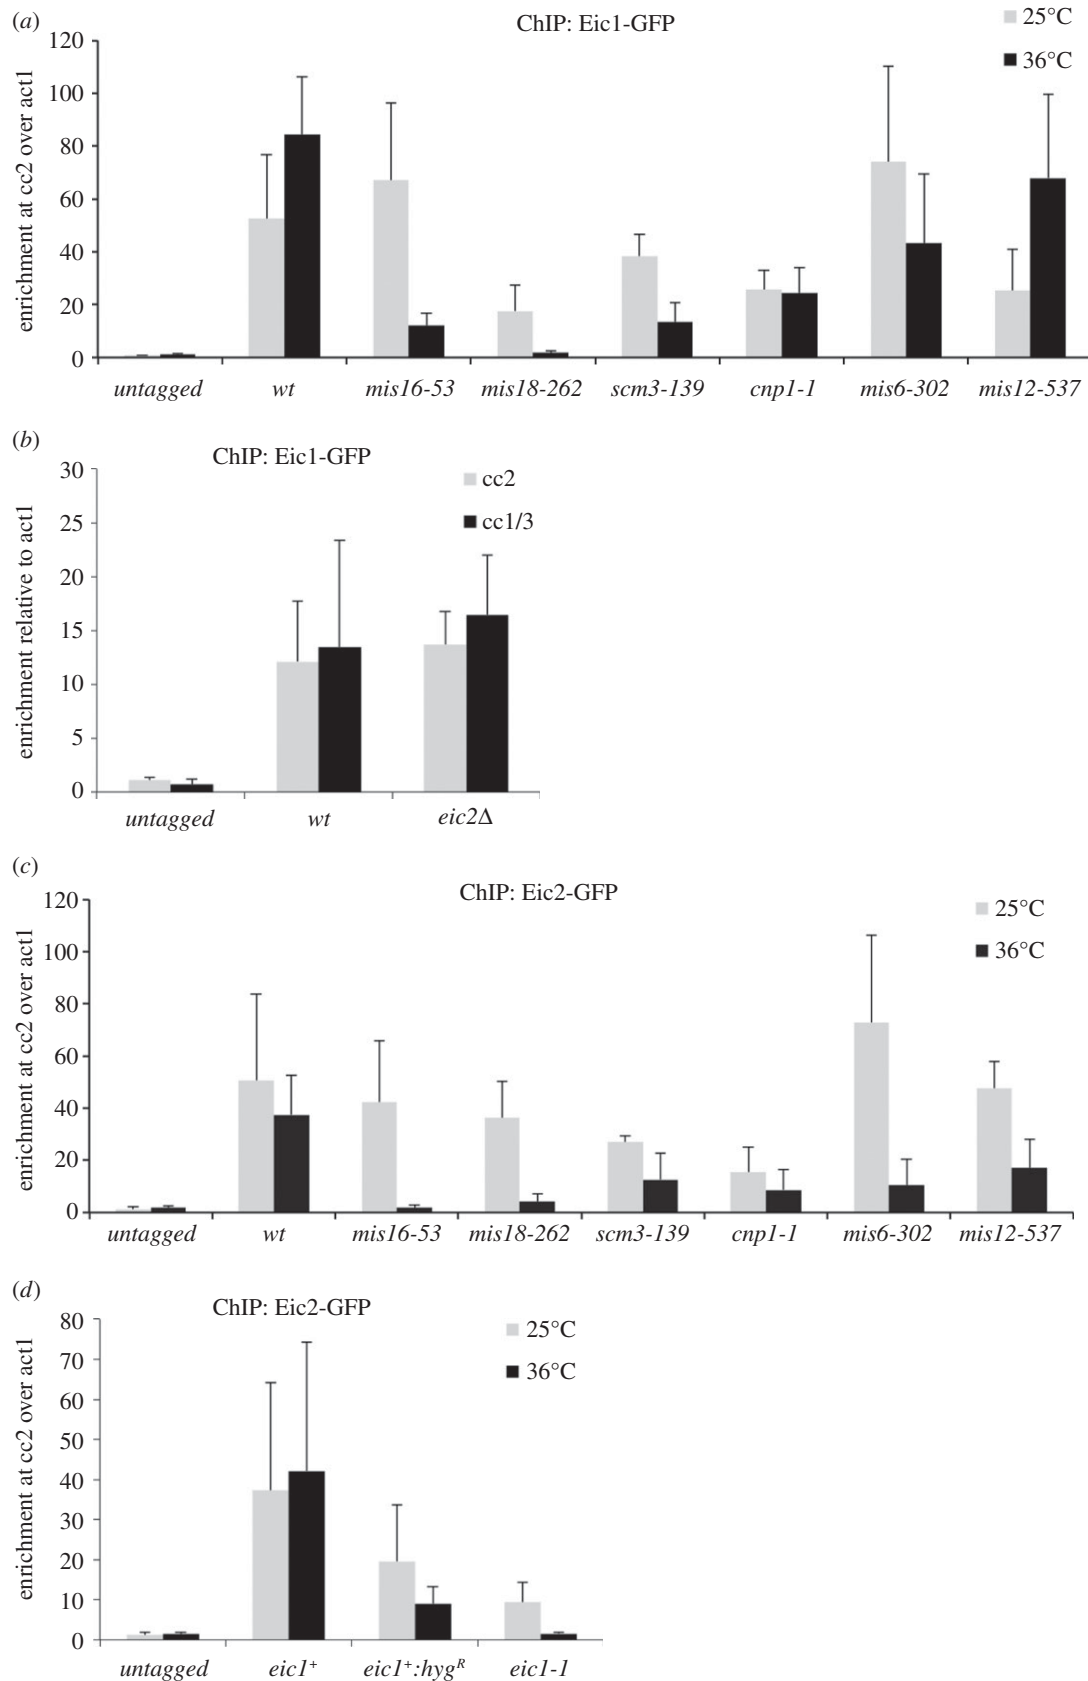 (a)
ChIP: Eic1-GFP
25°C
36°C
enrichment at cc2 over act1
120
100
80
60
40
20
0
untagged wt mis16-53 mis18-262 scm3-139 cnp1-1 mis6-302 mis12-537
(b)
ChIP: Eic1-GFP
cc2
cc1/3
enrichment relative to act1
30
25
20
15
10
5
0
untagged wt eic2Δ
(c)
ChIP: Eic2-GFP
25°C
36°C
enrichment at cc2 over act1
120
100
80
60
40
20
0
untagged wt mis16-53 mis18-262 scm3-139 cnp1-1 mis6-302 mis12-537
(d)
ChIP: Eic2-GFP
25°C
36°C
enrichment at cc2 over act1
80
70
60
50
40
30
20
10
0
untagged eic1⁺ eic1⁺:hygᴿ eic1-1